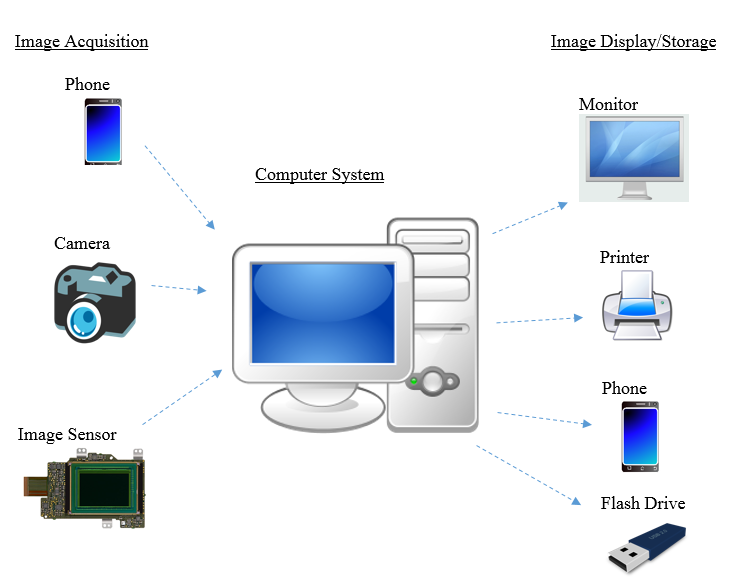 Image Acquisition
Phone
Camera
Image Sensor
Computer System
Image Display/Storage
Monitor
Printer
Phone
Flash Drive